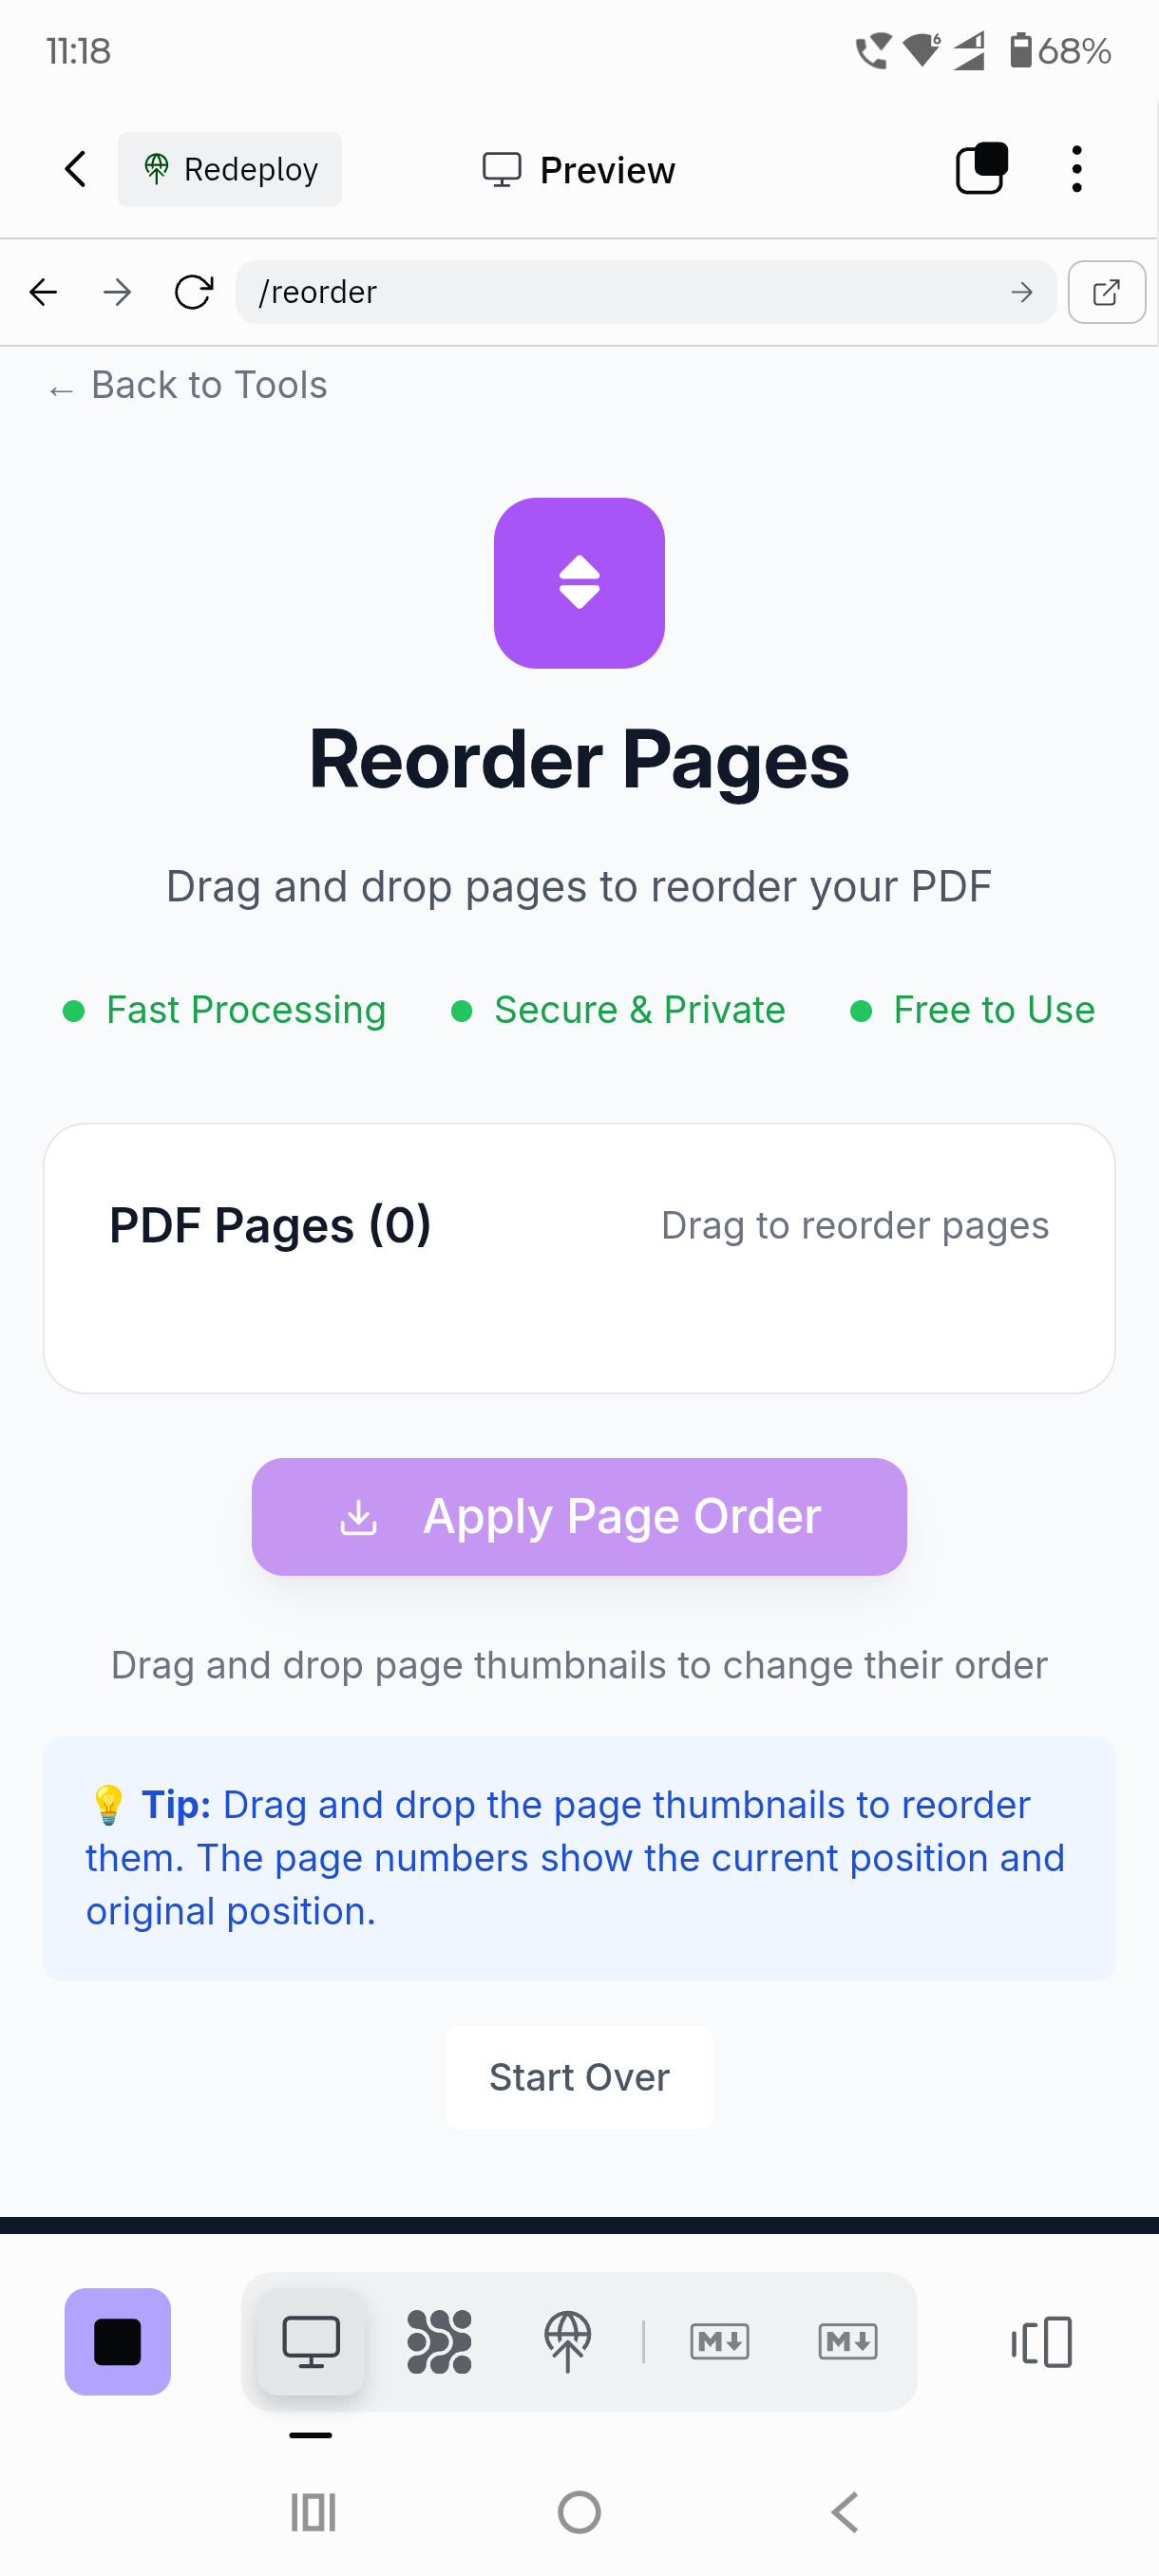 11:18
6
68%
Redeploy
Preview
/reorder
← Back to Tools
Reorder Pages
Drag and drop pages to reorder your PDF
Fast Processing
Secure & Private
Free to Use
PDF Pages (0)
Drag to reorder pages
Apply Page Order
Drag and drop page thumbnails to change their order
💡 Tip: Drag and drop the page thumbnails to reorder
them. The page numbers show the current position and
original position.
Start Over
M
M